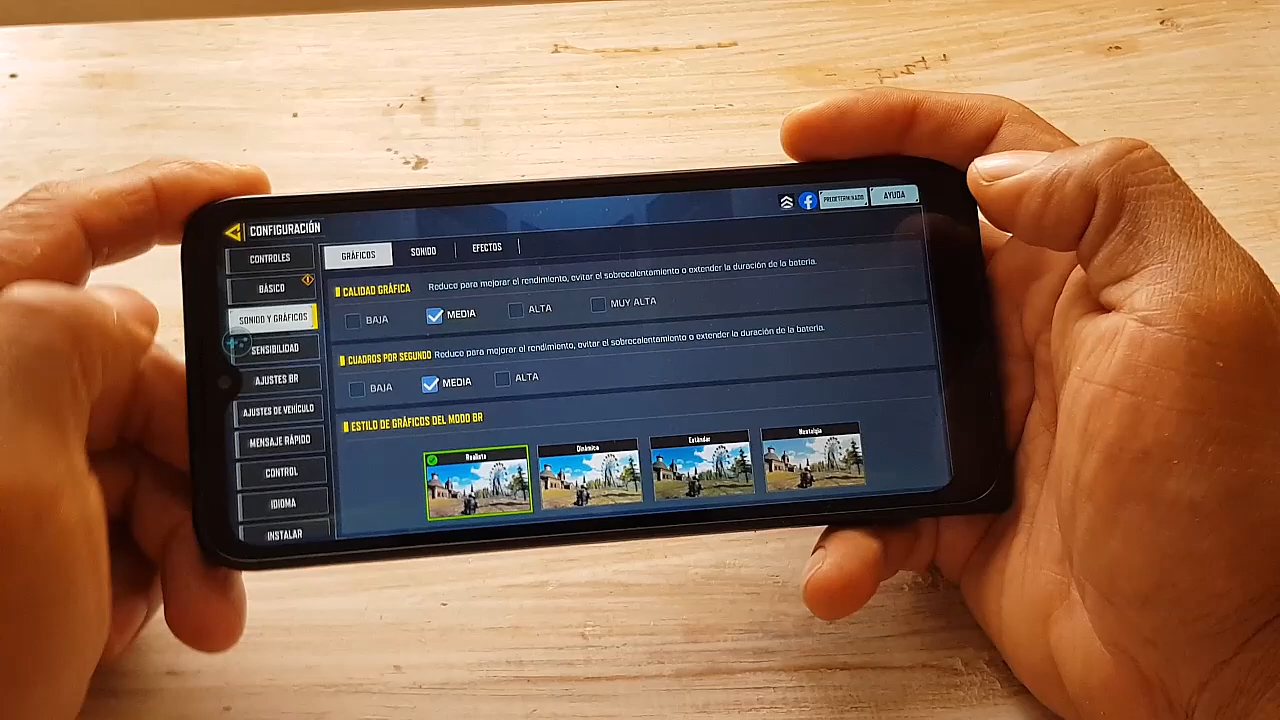 CONFIGURACIÓN
PREDETERMINADO
AYUDA
CONTROLES
BÁSICO
SONIDO Y GRÁFICOS
SENSIBILIDAD
AJUSTES BR
AJUSTES DE VEHÍCULO
MENSAJE RÁPIDO
CONTROL
IDIOMA
INSTALAR
GRÁFICOS
SONIDO
EFECTOS
CALIDAD GRÁFICA Reduce para mejorar el rendimiento, evitar el sobrecalentamiento o extender la duración de la batería.
BAJA MEDIA ALTA MUY ALTA
CUADROS POR SEGUNDO Reduce para mejorar el rendimiento, evitar el sobrecalentamiento o extender la duración de la batería.
BAJA MEDIA ALTA
ESTILO DE GRÁFICOS DEL MODO BR
Realista Dinámico Estándar Nostalgia